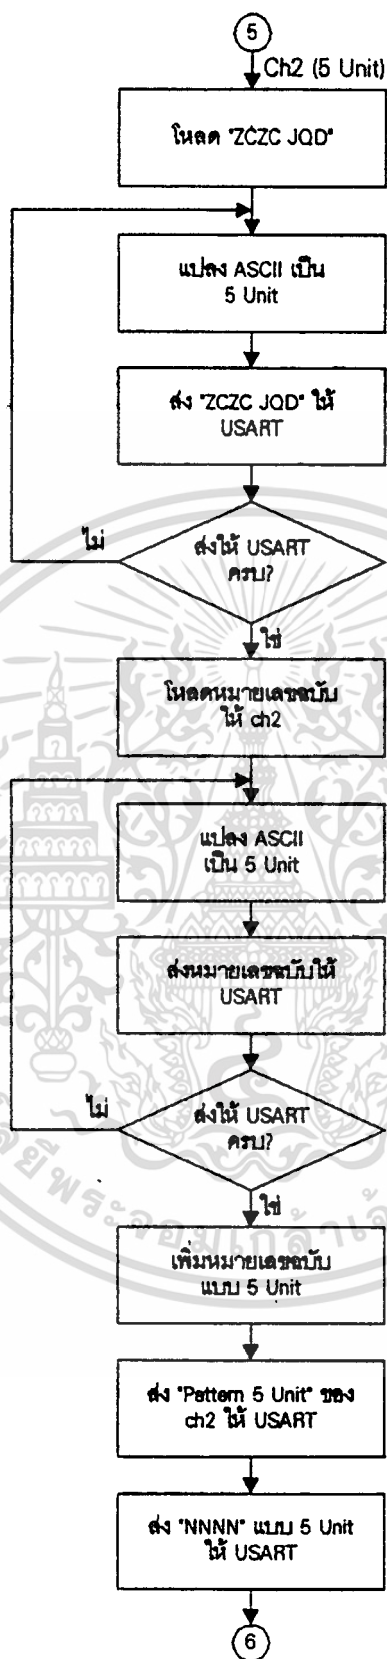 5
Ch2 (5 Unit)
โหลด "ZCZC JQD"
แปลง ASCII เป็น
5 Unit
ส่ง "ZCZC JQD" ให้
USART
ไม่
ส่งให้ USART
ครบ?
ใช่
โหลดหมายเลขฉบับ
ให้ ch2
แปลง ASCII
เป็น 5 Unit
ส่งหมายเลขฉบับให้
USART
ไม่
ส่งให้ USART
ครบ?
ใช่
เพิ่มหมายเลขฉบับ
แบบ 5 Unit
ส่ง "Pattern 5 Unit" ของ
ch2 ให้ USART
ส่ง "NNNN" แบบ 5 Unit
ให้ USART
6